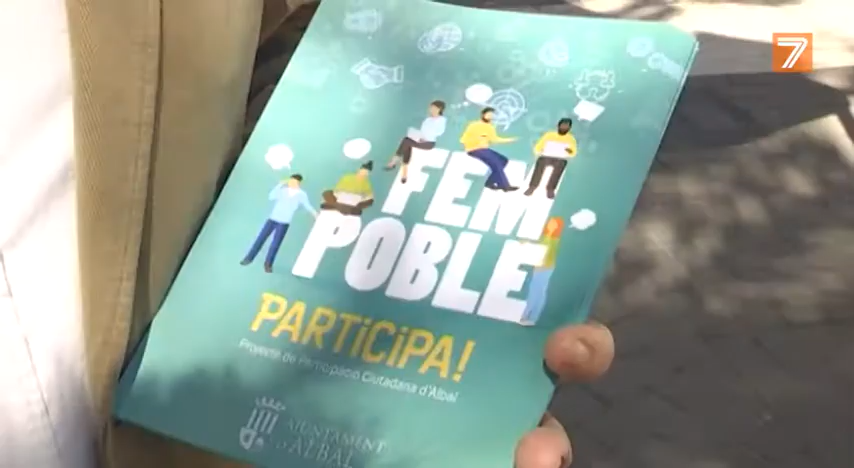 7
FEM
POBLE
PARTiCiPA!
Projecte de Participació Ciutadana d'Albal
AJUNTAMENT
D'ALBAL